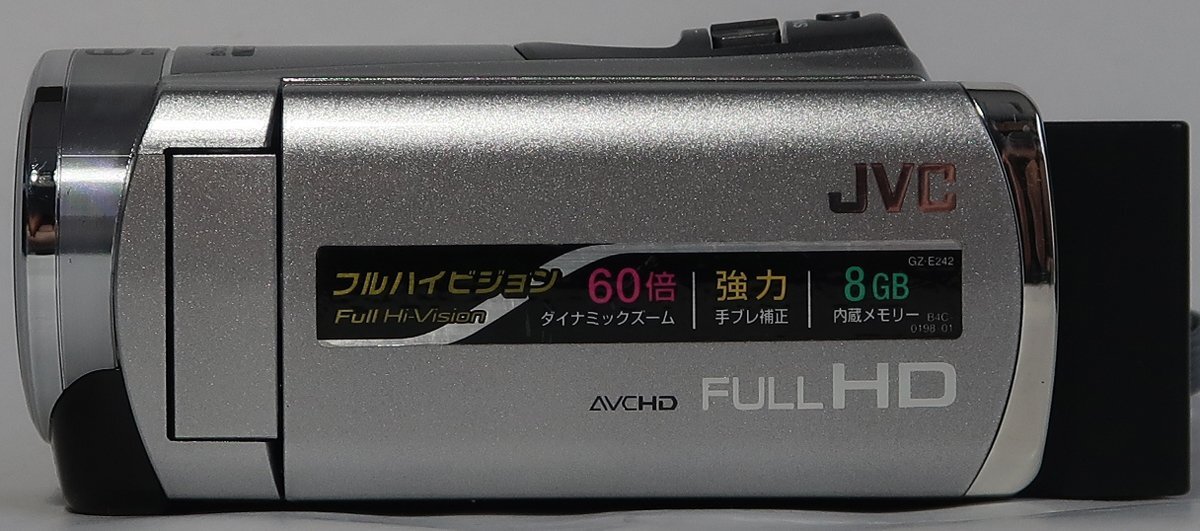 JVC
GZ-E242
フルハイビジョン
Full Hi-Vision
60倍
ダイナミックズーム
強力
手ブレ補正
8GB
内蔵メモリー
B4C-
0198-01
AVCHD
FULL HD